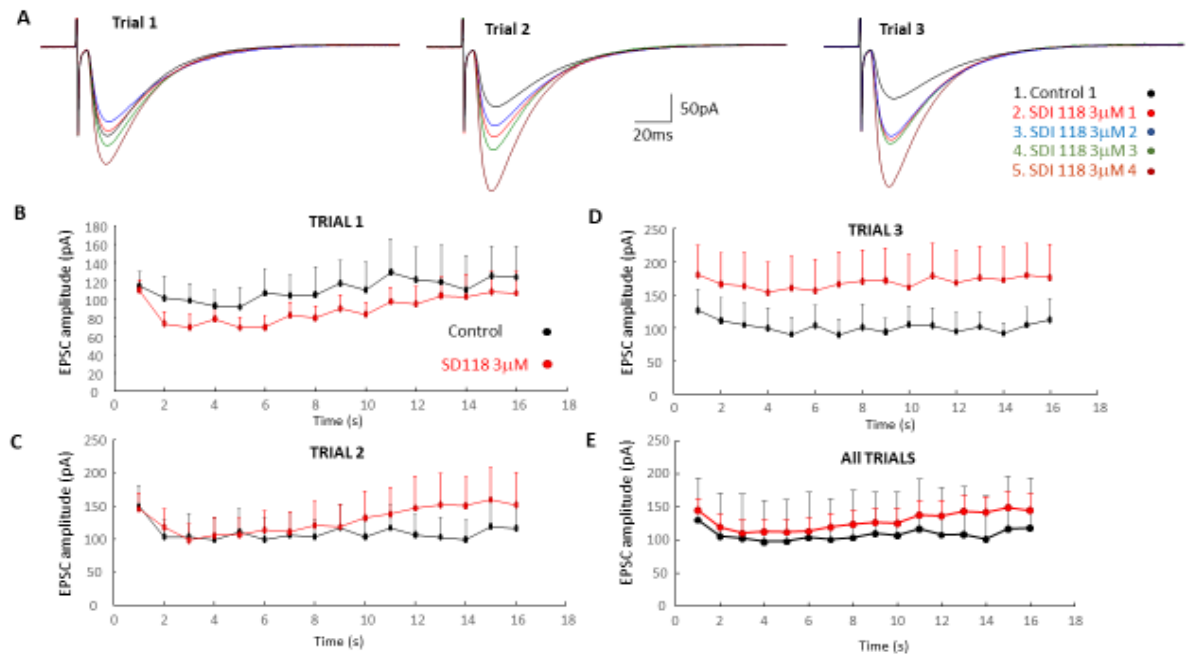 A
Trial 1
Trial 2
Trial 3
50pA
20ms
1. Control 1
2. SDI 118 3μM 1
3. SDI 118 3μM 2
4. SDI 118 3μM 3
5. SDI 118 3μM 4
B
TRIAL 1
EPSC amplitude (pA)
180
160
140
120
100
80
60
40
20
0
0 2 4 6 8 10 12 14 16 18
Time (s)
Control
SD118 3μM
D
TRIAL 3
EPSC amplitude (pA)
250
200
150
100
50
0
0 2 4 6 8 10 12 14 16 18
Time (s)
C
TRIAL 2
EPSC amplitude (pA)
250
200
150
100
50
0
0 2 4 6 8 10 12 14 16 18
Time (s)
E
All TRIALS
EPSC amplitude (pA)
250
200
150
100
50
0
0 2 4 6 8 10 12 14 16 18
Time (s)